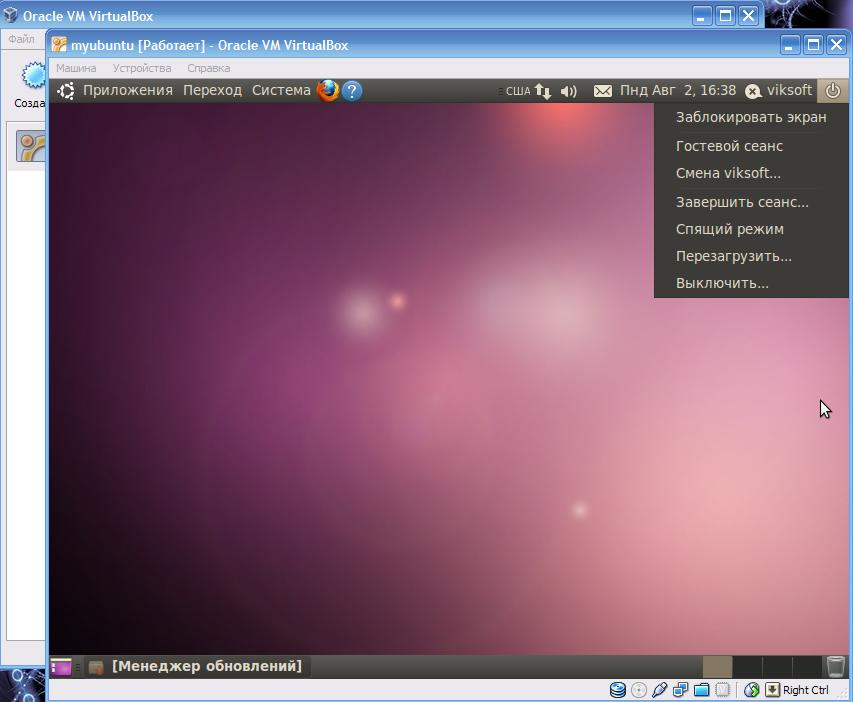 Oracle VM VirtualBox
Файл
myubuntu [Работает] - Oracle VM VirtualBox
Машина Устройства Справка
Созда
Приложения Переход Система США Пнд Авг 2, 16:38 viksoft
Заблокировать экран
Гостевой сеанс
Смена viksoft...
Завершить сеанс...
Спящий режим
Перезагрузить...
Выключить...
[Менеджер обновлений]
Right Ctrl